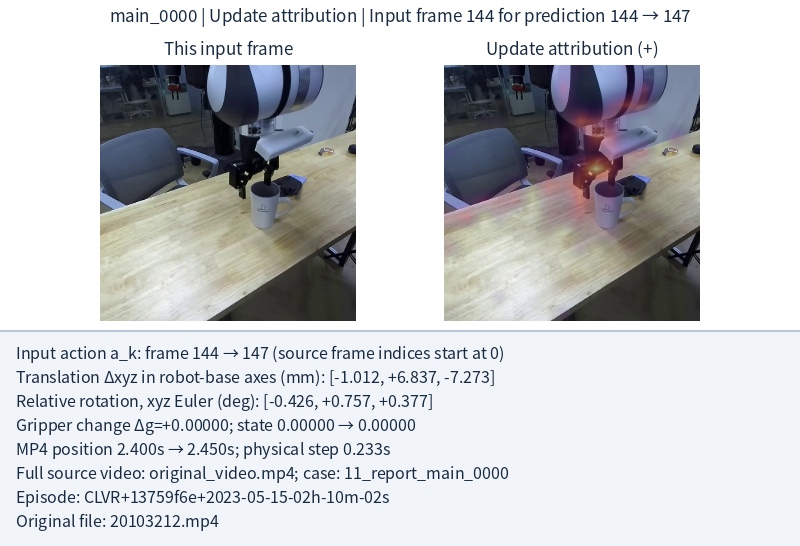 main_0000 | Update attribution | Input frame 144 for prediction 144 → 147
This input frame
Update attribution (+)
Input action a_k: frame 144 → 147 (source frame indices start at 0)
Translation Δxyz in robot-base axes (mm): [-1.012, +6.837, -7.273]
Relative rotation, xyz Euler (deg): [-0.426, +0.757, +0.377]
Gripper change Δg=+0.00000; state 0.00000 → 0.00000
MP4 position 2.400s → 2.450s; physical step 0.233s
Full source video: original_video.mp4; case: 11_report_main_0000
Episode: CLVR+13759f6e+2023-05-15-02h-10m-02s
Original file: 20103212.mp4